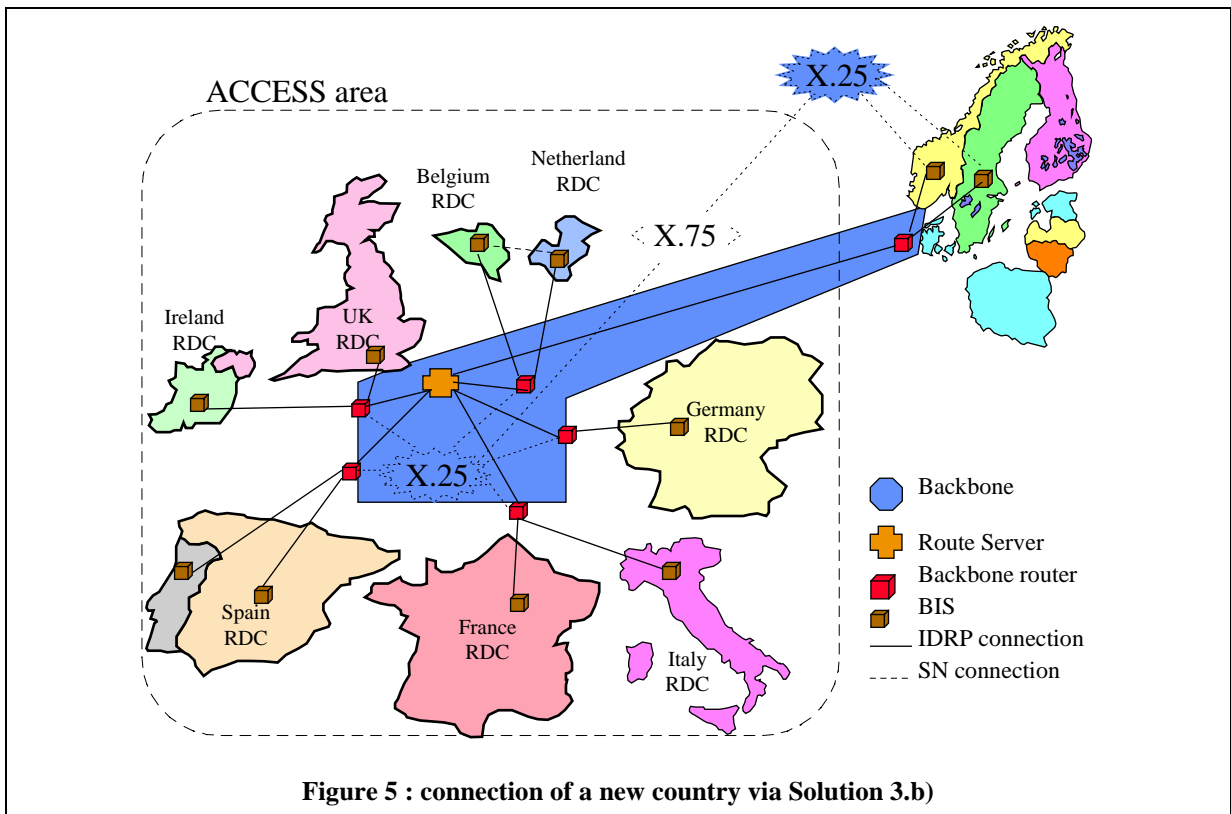 ACCESS area
X.25
Netherland
RDC
Belgium
RDC
X.75
UK
RDC
Ireland
RDC
Germany
RDC
X.25
Spain
RDC
France
RDC
Italy
RDC
Backbone
Route Server
Backbone router
BIS
IDRP connection
SN connection
Figure 5 : connection of a new country via Solution 3.b)